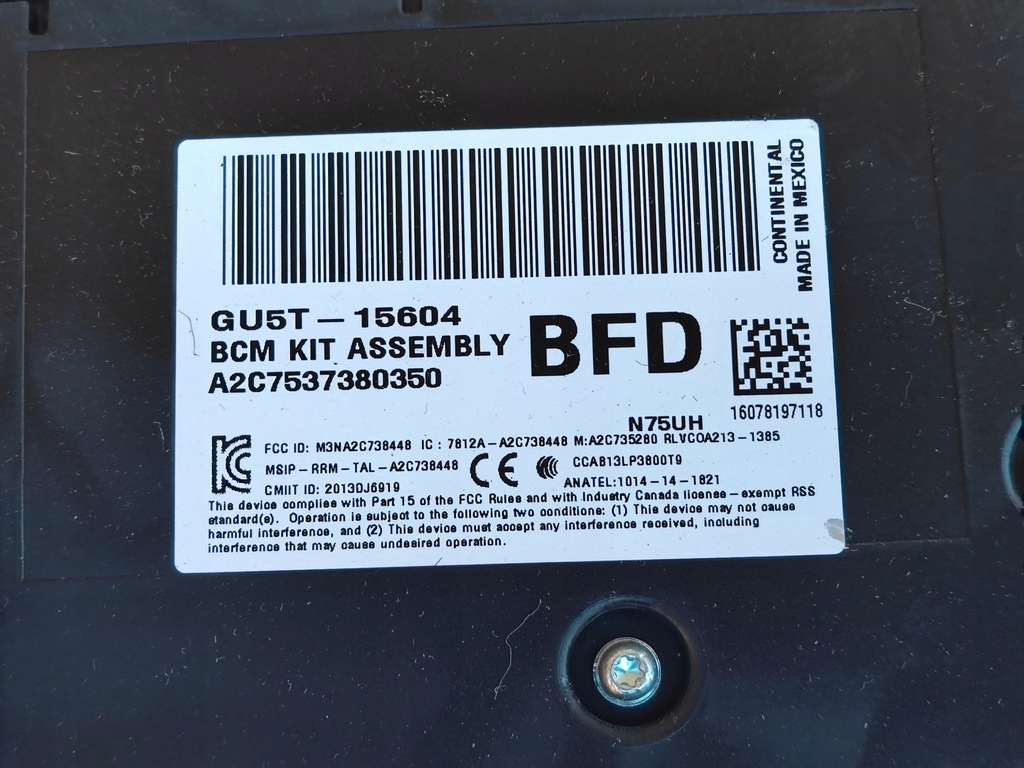 CONTINENTAL
MADE IN MEXICO
GU5T-15604
BCM KIT ASSEMBLY
A2C7537380350
BFD
16078197118
N75UH
FCC ID: M3NA2C738448 IC : 7812A-A2C738448 M:A2C735280 RLVCOA213-1385
MSIP-RRM-TAL-A2C738448 CE CCAB13LP3800T9
CMIIT ID: 2013DJ6919 ANATEL:1014-14-1821
This device complies with Part 15 of the FCC Rules and with Industry Canada license-exempt RSS
standard(s). Operation is subject to the following two conditions: (1) This device may not cause
harmful interference, and (2) This device must accept any interference received, including
interference that may cause undesired operation.